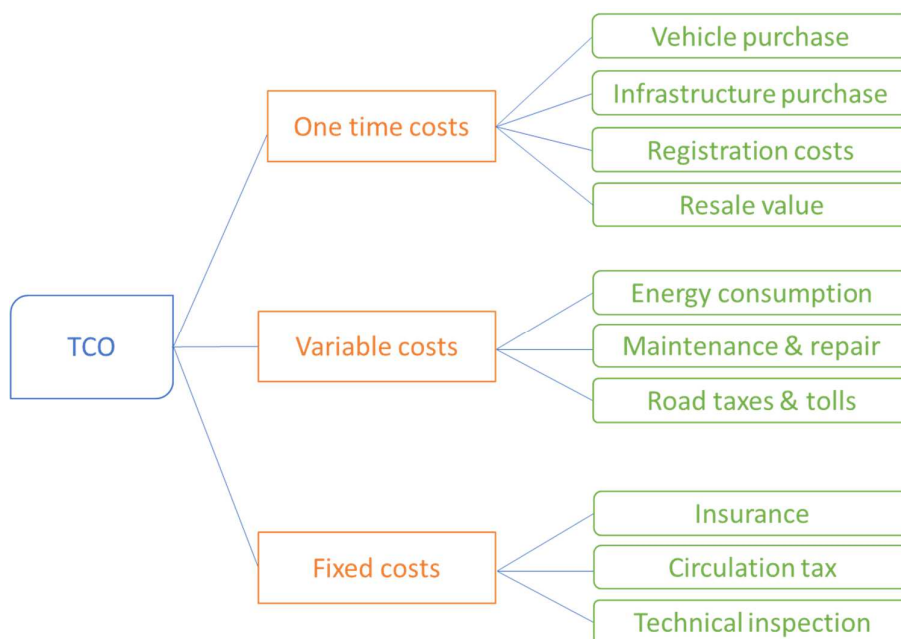 TCO
One time costs
Vehicle purchase
Infrastructure purchase
Registration costs
Resale value
Variable costs
Energy consumption
Maintenance & repair
Road taxes & tolls
Fixed costs
Insurance
Circulation tax
Technical inspection